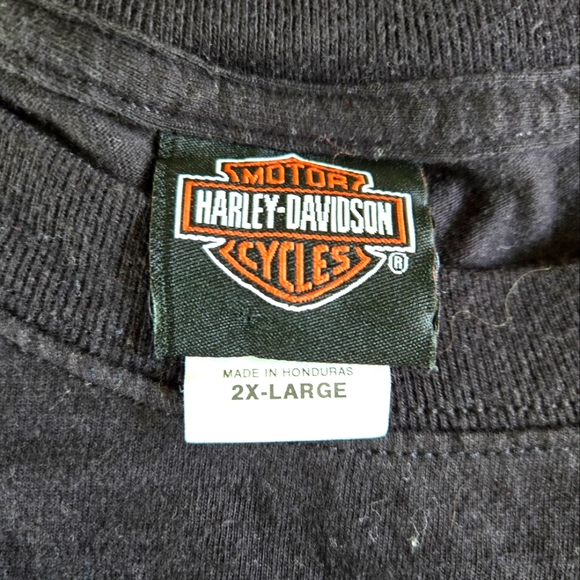 MOTOR
HARLEY-DAVIDSON
CYCLES
®
MADE IN HONDURAS
2X-LARGE